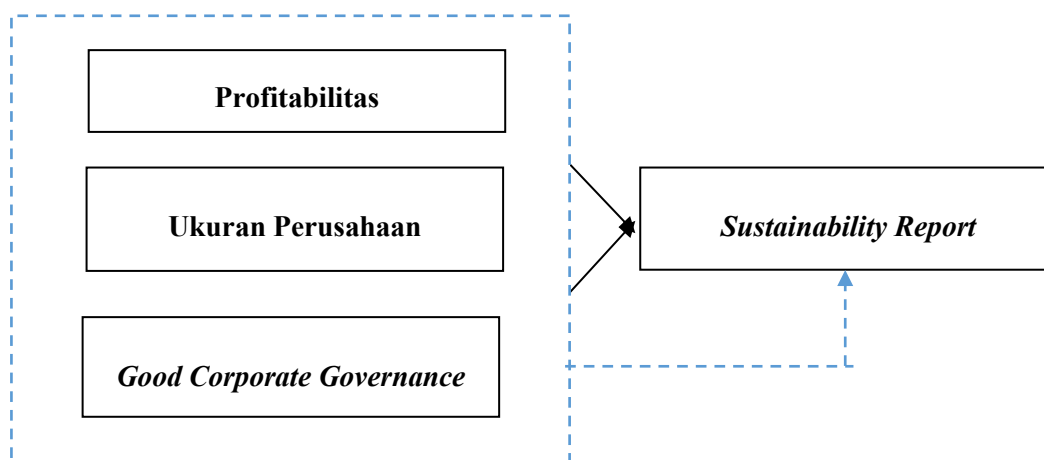 Profitabilitas
Ukuran Perusahaan
Sustainability Report
Good Corporate Governance